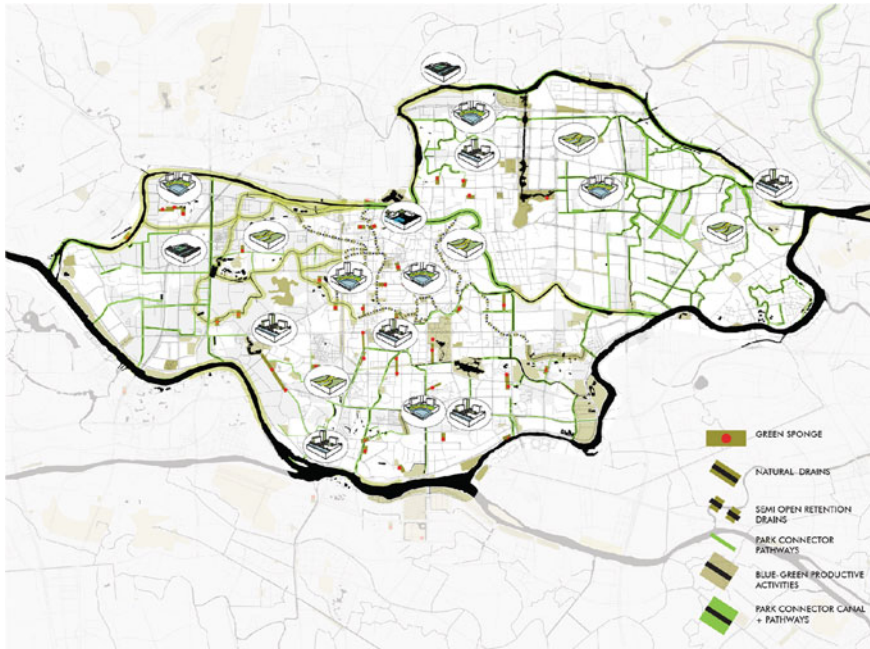 GREEN SPONGE
NATURAL DRAINS
SEMI OPEN RETENTION
DRAINS
PARK CONNECTOR
PATHWAYS
BLUE-GREEN PRODUCTIVE
ACTIVITIES
PARK CONNECTOR CANAL
+ PATHWAYS